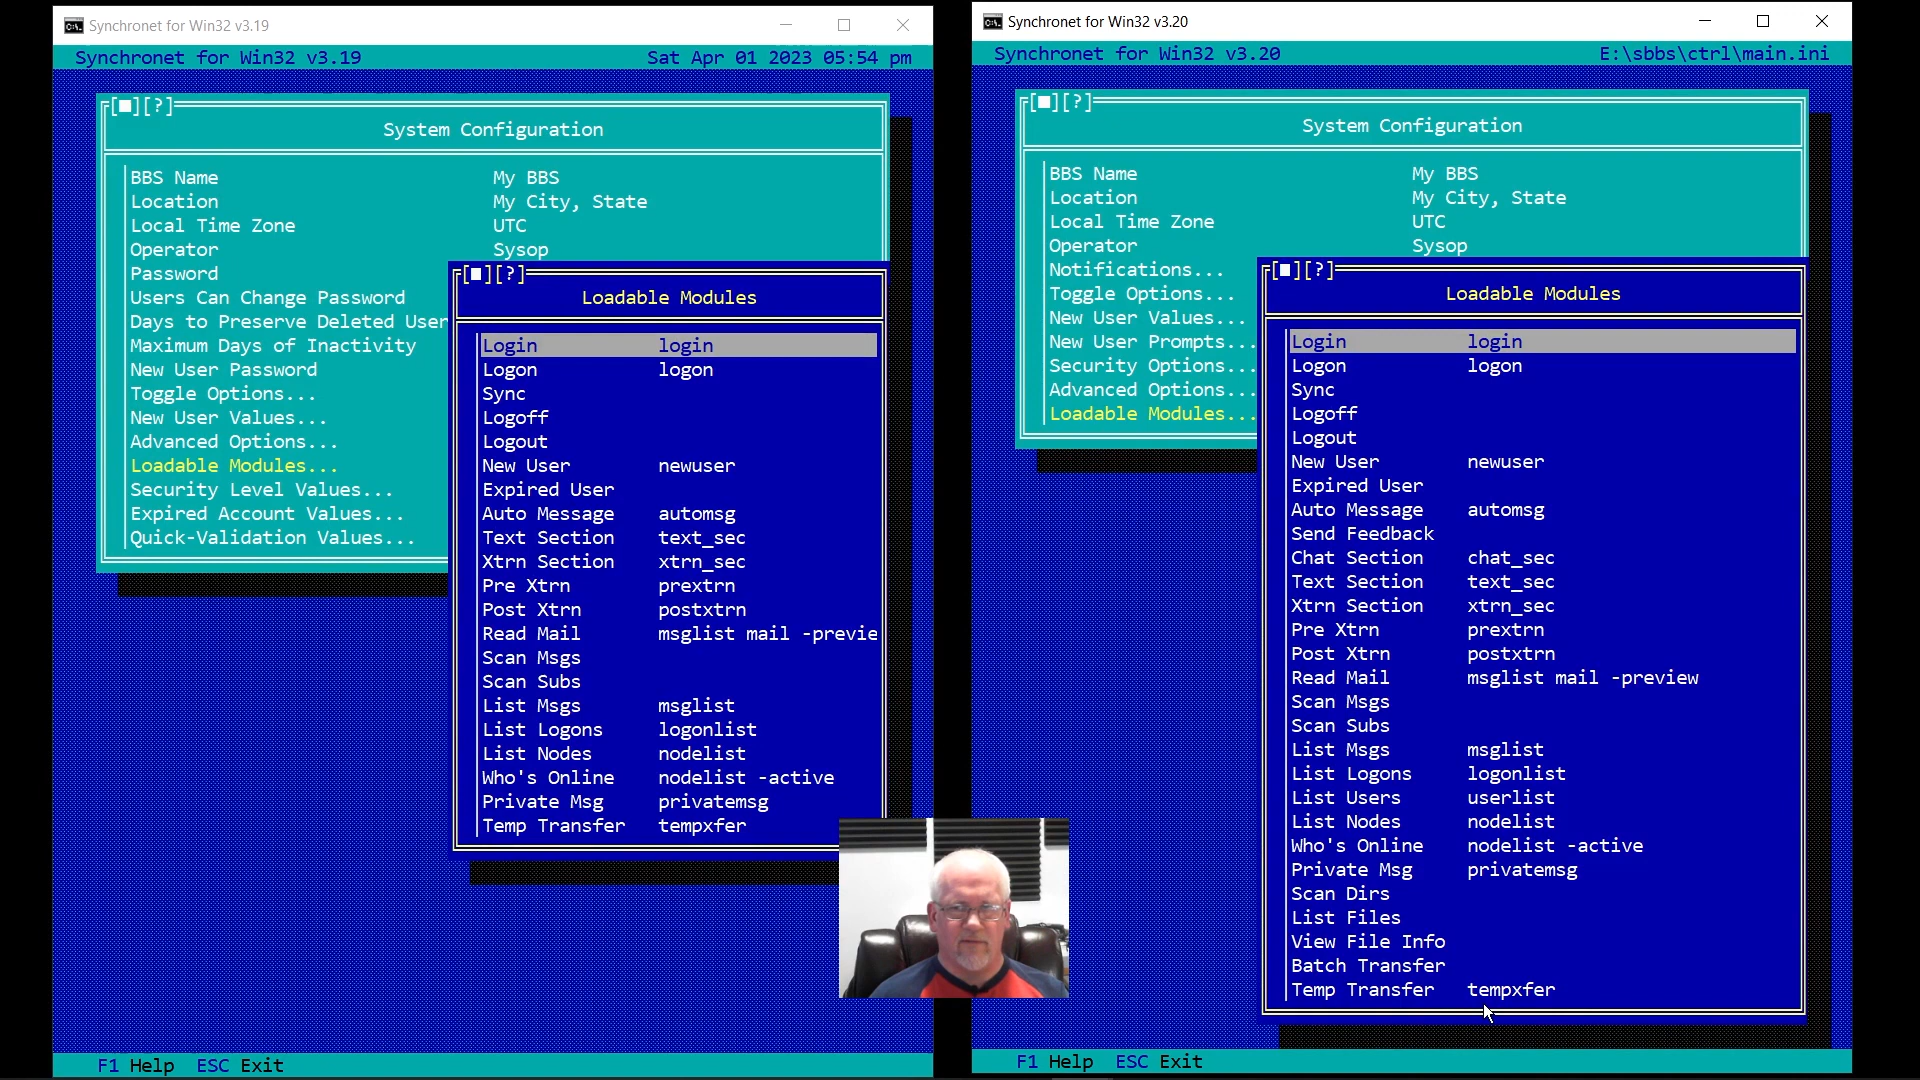 Synchronet for Win32 v3.19
Synchronet for Win32 v3.19 Sat Apr 01 2023 05:54 pm
[■][?]
System Configuration
BBS Name My BBS
Location My City, State
Local Time Zone UTC
Operator Sysop
Password
Users Can Change Password
Days to Preserve Deleted User
Maximum Days of Inactivity
New User Password
Toggle Options...
New User Values...
Advanced Options...
Loadable Modules...
Security Level Values...
Expired Account Values...
Quick-Validation Values...
[■][?]
Loadable Modules
Login login
Logon logon
Sync
Logoff
Logout
New User newuser
Expired User
Auto Message automsg
Text Section text_sec
Xtrn Section xtrn_sec
Pre Xtrn prextrn
Post Xtrn postxtrn
Read Mail msglist mail -previe
Scan Msgs
Scan Subs
List Msgs msglist
List Logons logonlist
List Nodes nodelist
Who's Online nodelist -active
Private Msg privatemsg
Temp Transfer tempxfer
F1 Help ESC Exit
Synchronet for Win32 v3.20
Synchronet for Win32 v3.20 E:\sbbs\ctrl\main.ini
[■][?]
System Configuration
BBS Name My BBS
Location My City, State
Local Time Zone UTC
Operator Sysop
Notifications...
Toggle Options...
New User Values...
New User Prompts...
Security Options...
Advanced Options...
Loadable Modules...
[■][?]
Loadable Modules
Login login
Logon logon
Sync
Logoff
Logout
New User newuser
Expired User
Auto Message automsg
Send Feedback
Chat Section chat_sec
Text Section text_sec
Xtrn Section xtrn_sec
Pre Xtrn prextrn
Post Xtrn postxtrn
Read Mail msglist mail -preview
Scan Msgs
Scan Subs
List Msgs msglist
List Logons logonlist
List Users userlist
List Nodes nodelist
Who's Online nodelist -active
Private Msg privatemsg
Scan Dirs
List Files
View File Info
Batch Transfer
Temp Transfer tempxfer
F1 Help ESC Exit